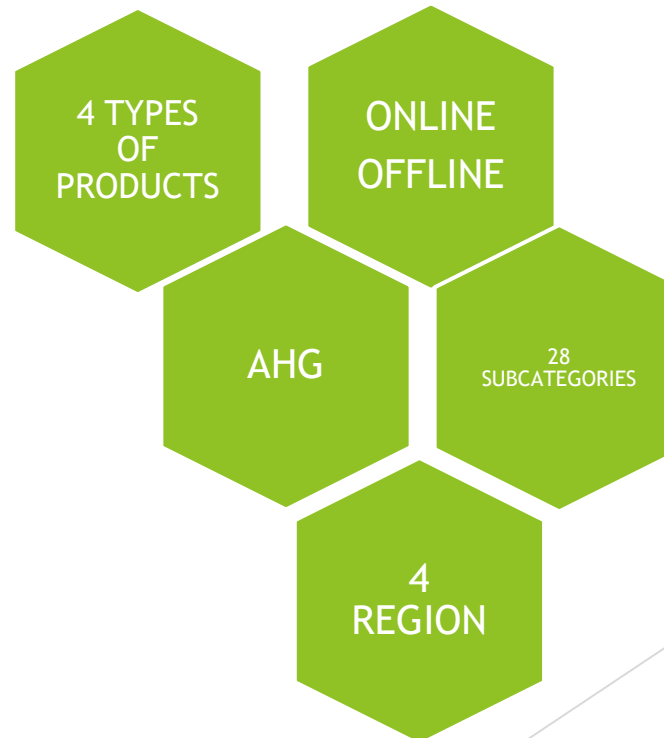 4 TYPES
OF
PRODUCTS
ONLINE
OFFLINE
AHG
28
SUBCATEGORIES
4
REGION